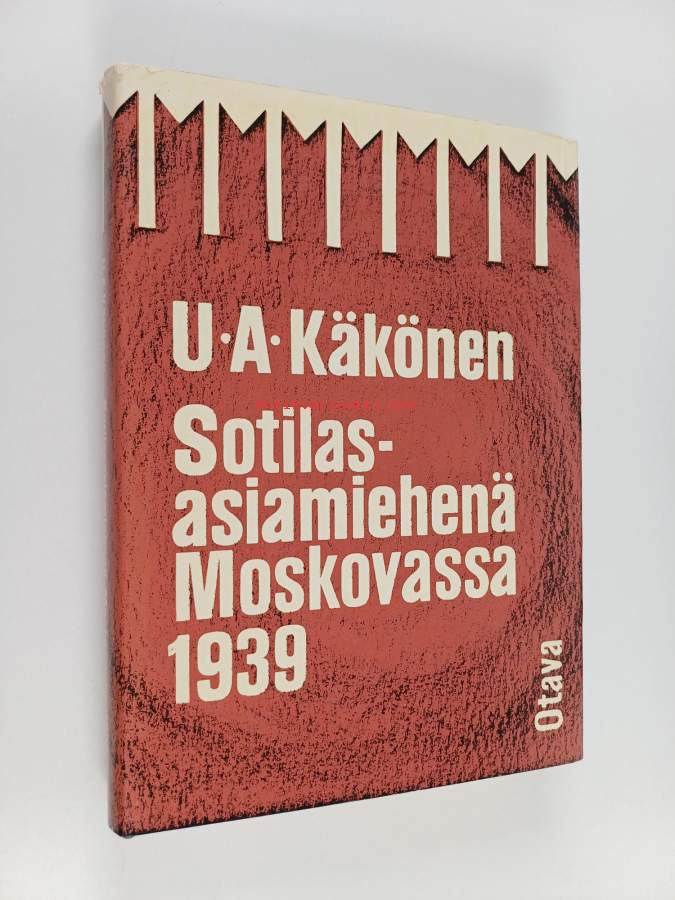 U·A·Käkönen
Sotilas-
asiamiehenä
Moskovassa
1939
Otava